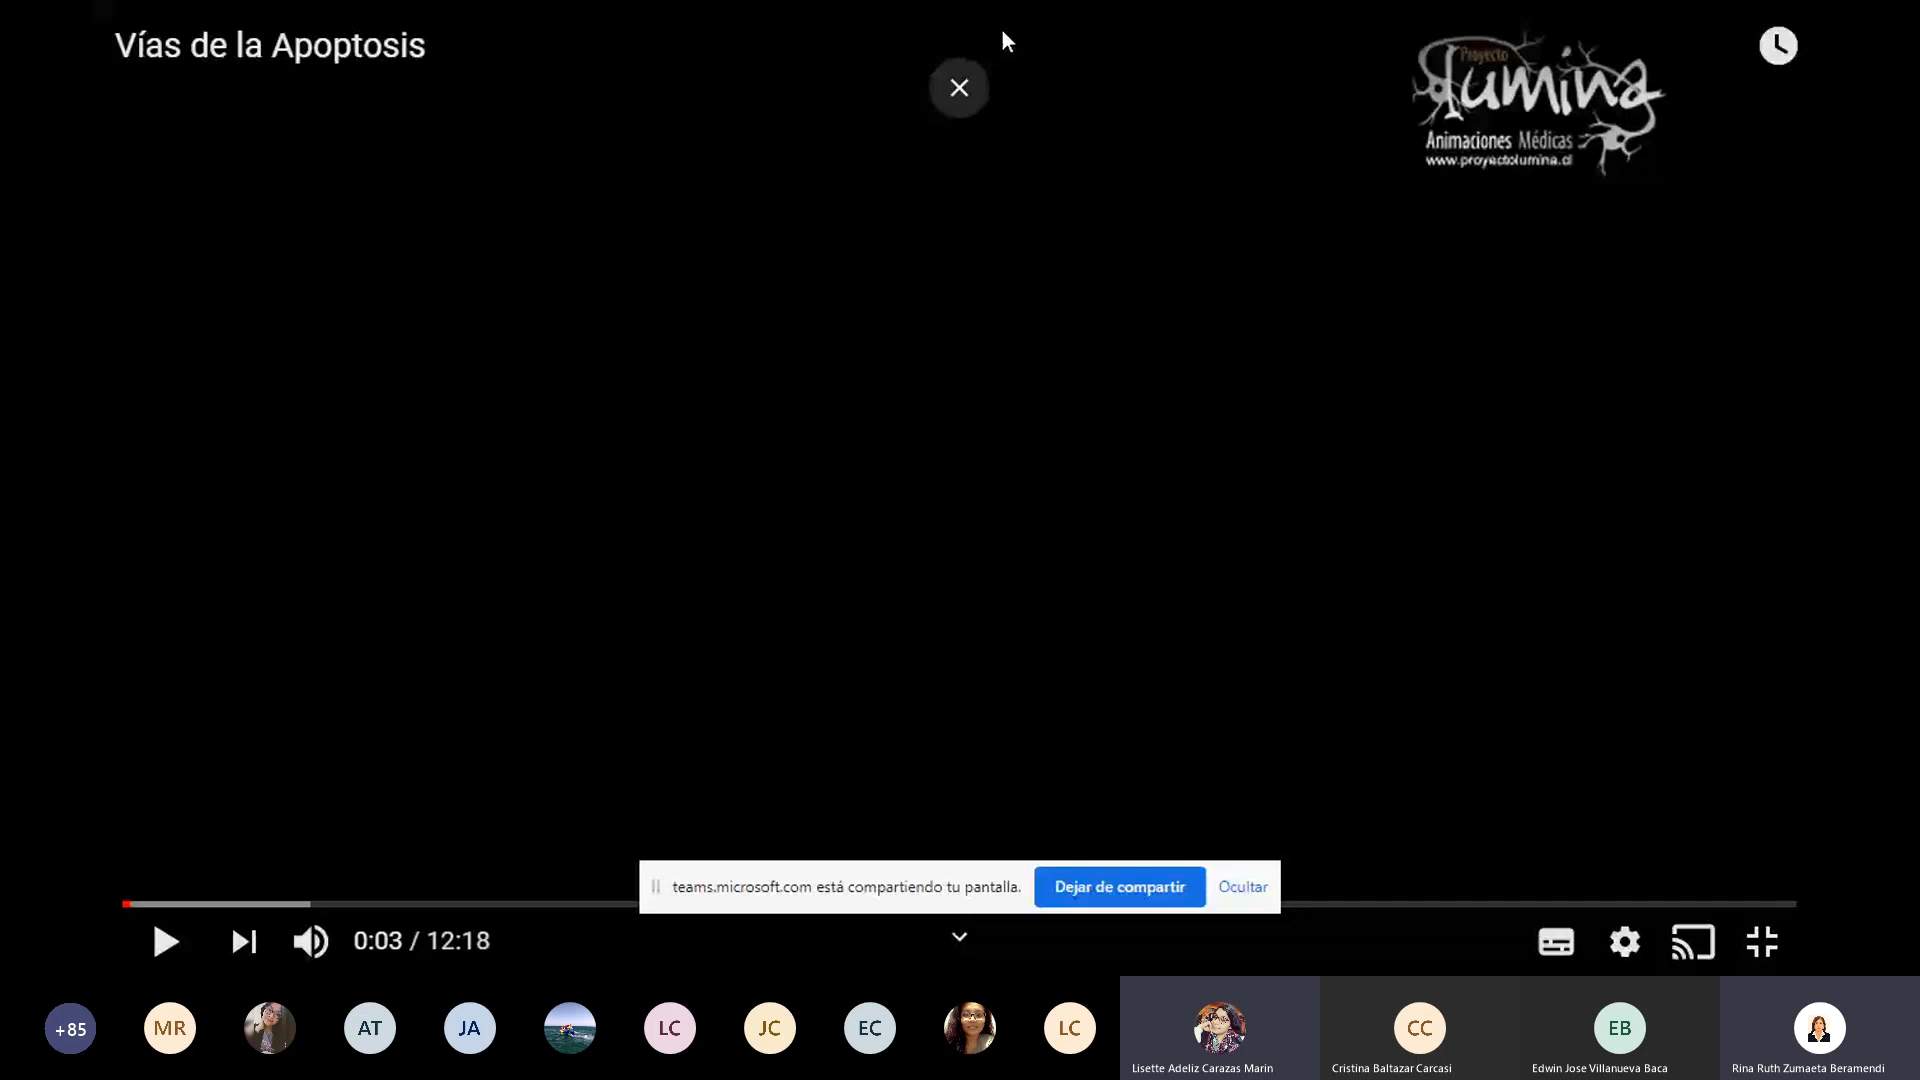 Vías de la Apoptosis
Proyecto
Lumina
Animaciones Médicas
www.proyectolumina.cl
teams.microsoft.com está compartiendo tu pantalla.
Dejar de compartir
Ocultar
0:03 / 12:18
+85
MR
AT
JA
LC
JC
EC
LC
CC
EB
Lisette Adeliz Carazas Marin
Cristina Baltazar Carcasi
Edwin Jose Villanueva Baca
Rina Ruth Zumaeta Beramendi